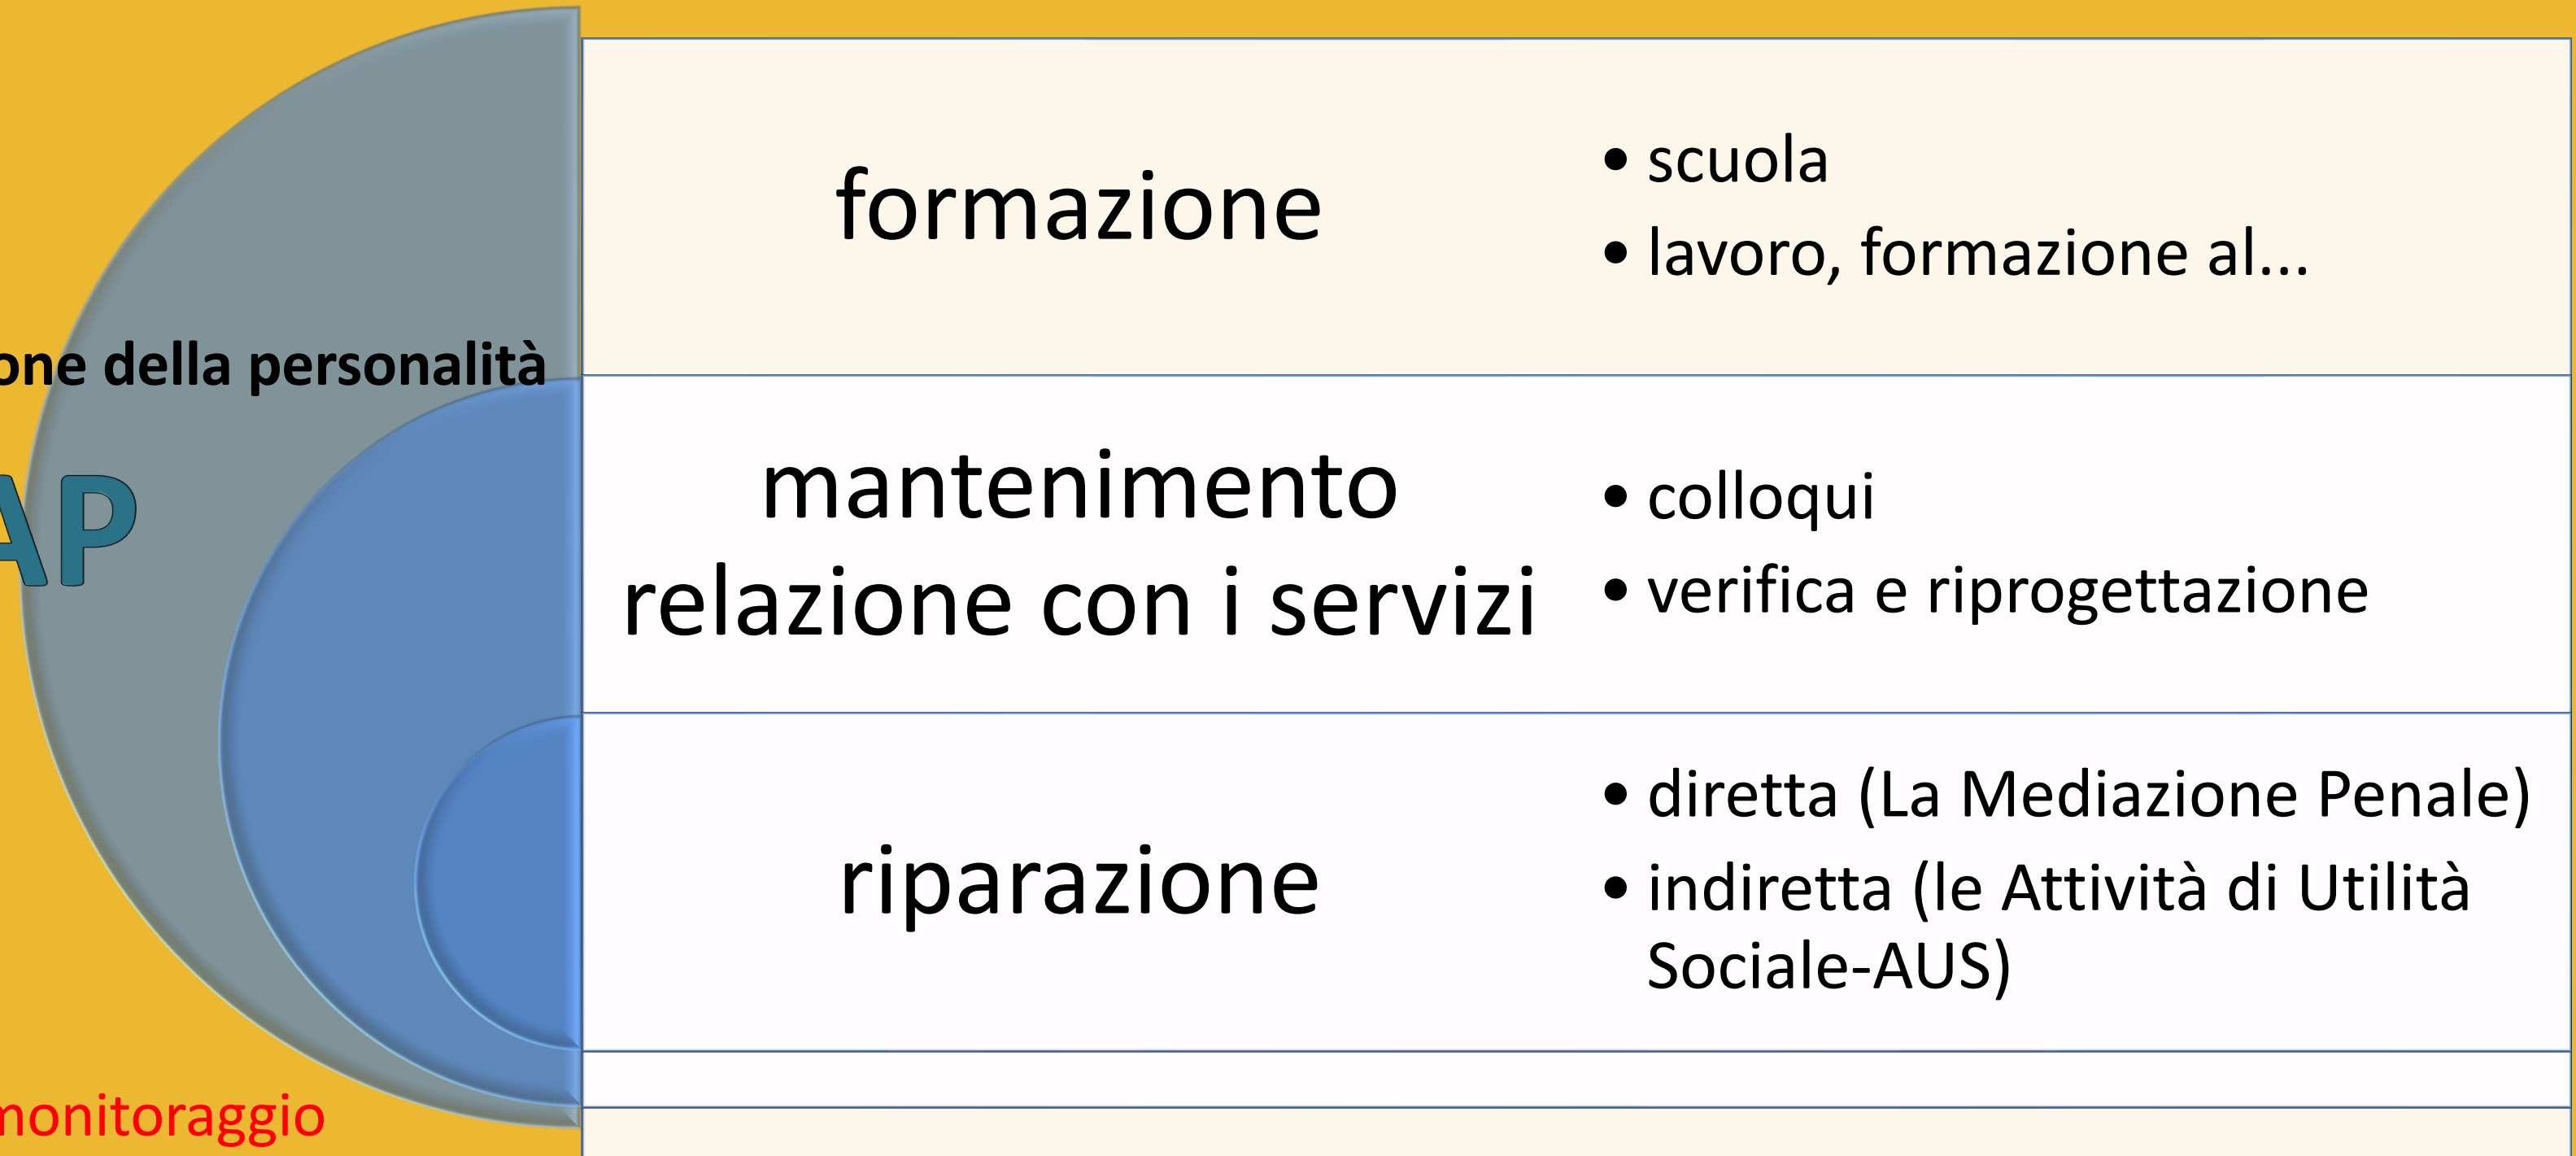 formazione
• scuola
• lavoro, formazione al...
della personalità
AP
mantenimento
relazione con i servizi
• colloqui
• verifica e riprogettazione
riparazione
• diretta (La Mediazione Penale)
• indiretta (le Attività di Utilità
Sociale-AUS)
monitoraggio